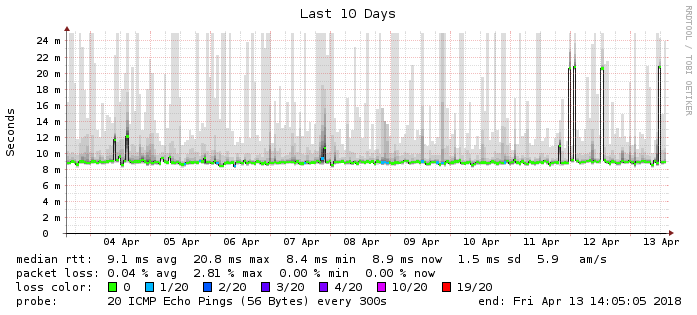 Last 10 Days
RRDTOOL / TOBI OETIKER
Seconds
24 m
22 m
20 m
18 m
16 m
14 m
12 m
10 m
8 m
6 m
4 m
2 m
0
04 Apr 05 Apr 06 Apr 07 Apr 08 Apr 09 Apr 10 Apr 11 Apr 12 Apr 13 Apr
median rtt: 9.1 ms avg 20.8 ms max 8.4 ms min 8.9 ms now 1.5 ms sd 5.9 am/s
packet loss: 0.04 % avg 2.81 % max 0.00 % min 0.00 % now
loss color: 0 1/20 2/20 3/20 4/20 10/20 19/20
probe: 20 ICMP Echo Pings (56 Bytes) every 300s end: Fri Apr 13 14:05:05 2018